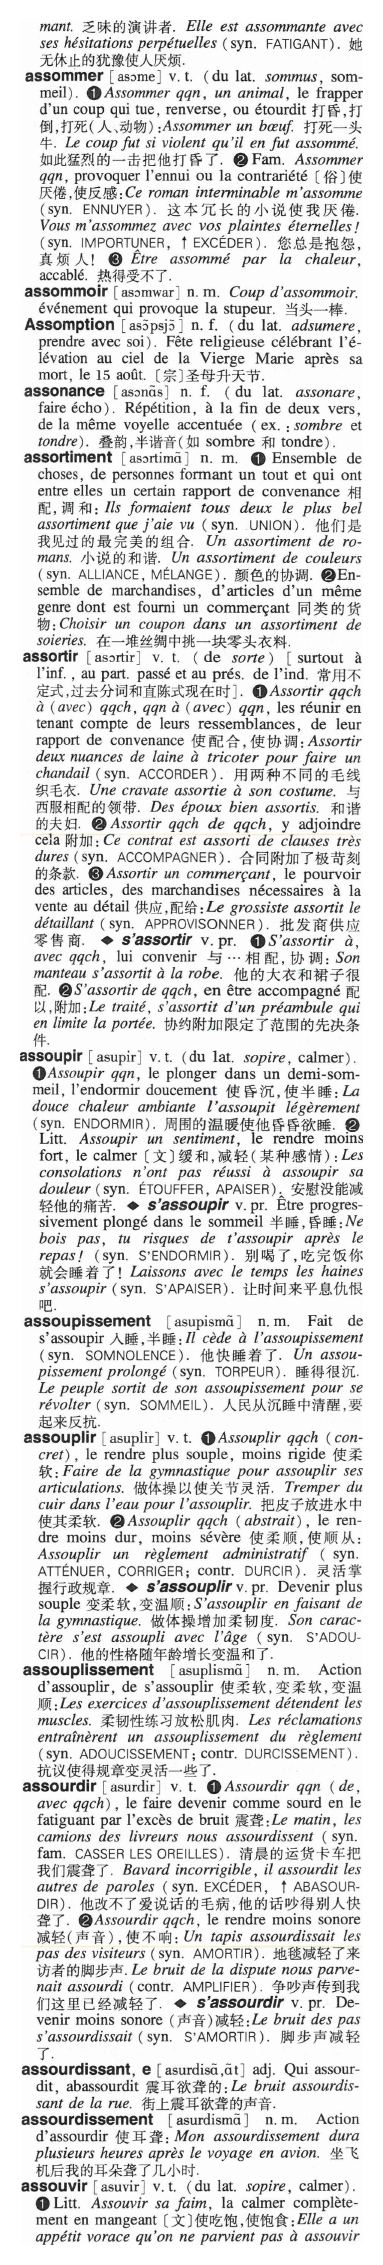 mant. 乏味的演讲者. Elle est assommante avec
ses hésitations perpétuelles (syn. FATIGANT). 她
无休止的犹豫使人厌烦.
assommer [asɔme] v. t. (du lat. sommus, som-
meil). ❶ Assommer qqn, un animal, le frapper
d'un coup qui tue, renverse, ou étourdit 打昏,打
倒,打死(人、动物):Assommer un bœuf. 打死一头
牛. Le coup fut si violent qu'il en fut assommé.
如此猛烈的一击把他打昏了. ❷ Fam. Assommer
qqn, provoquer l'ennui ou la contrariété 〔俗〕使
厌倦,使反感:Ce roman interminable m'assomme
(syn. ENNUYER). 这本冗长的小说使我厌倦.
Vous m'assommez avec vos plaintes éternelles!
(syn. IMPORTUNER, ↑ EXCÉDER). 您总是抱怨,
真烦人! ❸ Être assommé par la chaleur,
accablé. 热得受不了.
assommoir [asɔmwar] n. m. Coup d'assommoir,
événement qui provoque la stupeur. 当头一棒.
Assomption [asɔ̃psjɔ̃] n. f. (du lat. adsumere,
prendre avec soi). Fête religieuse célébrant l'é-
lévation au ciel de la Vierge Marie après sa
mort, le 15 août. 〔宗〕圣母升天节.
assonance [asɔnɑ̃s] n. f. (du lat. assonare,
faire écho). Répétition, à la fin de deux vers,
de la même voyelle accentuée (ex. : sombre et
tondre). 叠韵,半谐音(如 sombre 和 tondre).
assortiment [asɔrtimɑ̃] n. m. ❶ Ensemble de
choses, de personnes formant un tout et qui ont
entre elles un certain rapport de convenance 相
配,调和: Ils formaient tous deux le plus bel
assortiment que j'aie vu (syn. UNION). 他们是
我见过的最完美的组合. Un assortiment de ro-
mans. 小说的和谐. Un assortiment de couleurs
(syn. ALLIANCE, MÉLANGE). 颜色的协调. ❷En-
semble de marchandises, d'articles d'un même
genre dont est fourni un commerçant 同类的货
物:Choisir un coupon dans un assortiment de
soieries. 在一堆丝绸中挑一块零头衣料.
assortir [asɔrtir] v. t. (de sorte) [surtout à
l'inf., au part. passé et au prés. de l'ind. 常用不
定式,过去分词和直陈式现在时]. ❶Assortir qqch
à (avec) qqch, qqn à (avec) qqn, les réunir en
tenant compte de leurs ressemblances, de leur
rapport de convenance 使配合,使协调:Assortir
deux nuances de laine à tricoter pour faire un
chandail (syn. ACCORDER). 用两种不同的毛线
织毛衣. Une cravate assortie à son costume. 与
西服相配的领带. Des époux bien assortis. 和谐
的夫妇. ❷ Assortir qqch de qqch, y adjoindre
cela 附加:Ce contrat est assorti de clauses très
dures (syn. ACCOMPAGNER). 合同附加了极苛刻
的条款. ❸ Assortir un commerçant, le pourvoir
des articles, des marchandises nécessaires à la
vente au détail 供应,配给:Le grossiste assortit le
détaillant (syn. APPROVISONNER). 批发商供应
零售商. ◆ s'assortir v. pr. ❶S'assortir à,
avec qqch, lui convenir 与…相配,协调: Son
manteau s'assortit à la robe. 他的大衣和裙子很
配. ❷S'assortir de qqch, en être accompagné 配
以,附加:Le traité, s'assortit d'un préambule qui
en limite la portée. 协约附加限定了范围的先决条
件.
assoupir [asupir] v. t. (du lat. sopire, calmer).
❶Assoupir qqn, le plonger dans un demi-som-
meil, l'endormir doucement 使昏沉,使半睡:La
douce chaleur ambiante l'assoupit légèrement
(syn. ENDORMIR). 周围的温暖使他昏昏欲睡. ❷
Litt. Assoupir un sentiment, le rendre moins
fort, le calmer 〔文〕缓和,减轻(某种感情):Les
consolations n'ont pas réussi à assoupir sa
douleur (syn. ÉTOUFFER, APAISER). 安慰没能减
轻他的痛苦. ◆ s'assoupir v. pr. Être progres-
sivement plongé dans le sommeil 半睡,昏睡:Ne
bois pas, tu risques de t'assoupir après le
repas! (syn. S'ENDORMIR). 别喝了,吃完饭你
就会睡着了! Laissons avec le temps les haines
s'assoupir (syn. S'APAISER). 让时间来平息仇恨
吧.
assoupissement [asupismɑ̃] n. m. Fait de
s'assoupir 入睡,半睡:Il cède à l'assoupissement
(syn. SOMNOLENCE). 他快睡着了. Un assou-
pissement prolongé (syn. TORPEUR). 睡得很沉.
Le peuple sortit de son assoupissement pour se
révolter (syn. SOMMEIL). 人民从沉睡中清醒,要
起来反抗.
assouplir [asuplir] v. t. ❶Assouplir qqch (con-
cret), le rendre plus souple, moins rigide 使柔
软:Faire de la gymnastique pour assouplir ses
articulations. 做体操以使关节灵活. Tremper du
cuir dans l'eau pour l'assouplir. 把皮子放进水中
使其柔软. ❷Assouplir qqch (abstrait), le ren-
dre moins dur, moins sévère 使柔顺,使顺从:
Assouplir un règlement administratif (syn.
ATTÉNUER, CORRIGER; contr. DURCIR). 灵活掌
握行政规章. ◆ s'assouplir v. pr. Devenir plus
souple 变柔软,变温顺:S'assouplir en faisant de
la gymnastique. 做体操增加柔韧度. Son carac-
tère s'est assoupli avec l'âge (syn. S'ADOU-
CIR). 他的性格随年龄增长变温和了.
assouplissement [asuplismɑ̃] n. m. Action
d'assouplir, de s'assouplir 使柔软,变柔软,变温
顺:Les exercices d'assouplissement détendent les
muscles. 柔韧性练习放松肌肉. Les réclamations
entraînèrent un assouplissement du règlement
(syn. ADOUCISSEMENT; contr. DURCISSEMENT).
抗议使得规章变灵活一些了.
assourdir [asurdir] v. t. ❶Assourdir qqn (de,
avec qqch), le faire devenir comme sourd en le
fatiguant par l'excès de bruit 震聋:Le matin, les
camions des livreurs nous assourdissent (syn.
fam. CASSER LES OREILLES). 清晨的运货卡车把
我们震聋了. Bavard incorrigible, il assourdit les
autres de paroles (syn. EXCÉDER, ↑ ABASOUR-
DIR). 他改不了爱说话的毛病,他的话吵得别人快
聋了. ❷Assourdir qqch, le rendre moins sonore
减轻(声音),使不响:Un tapis assourdissait les
pas des visiteurs (syn. AMORTIR). 地毯减轻了来
访者的脚步声. Le bruit de la dispute nous parve-
nait assourdi (contr. AMPLIFIER). 争吵声传到我
们这里已经减轻了. ◆ s'assourdir v. pr. De-
venir moins sonore (声音)减轻:Le bruit des pas
s'assourdissait (syn. S'AMORTIR). 脚步声减轻
了.
assourdissant, e [asurdisɑ̃,ɑ̃t] adj. Qui assour-
dit, abassourdit 震耳欲聋的:Le bruit assourdis-
sant de la rue. 街上震耳欲聋的声音.
assourdissement [asurdismɑ̃] n. m. Action
d'assourdir 使耳聋: Mon assourdissement dura
plusieurs heures après le voyage en avion. 坐飞
机后我的耳朵聋了几小时.
assouvir [asuvir] v. t. (du lat. sopire, calmer).
❶ Litt. Assouvir sa faim, la calmer complète-
ment en mangeant 〔文〕使吃饱,使饱食:Elle a un
appétit vorace qu'on ne parvient pas à assouvir